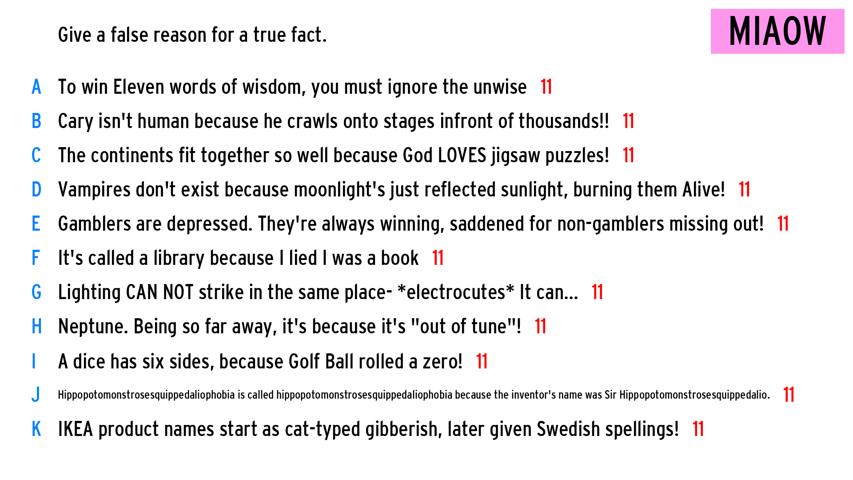 Give a false reason for a true fact.
MIAOW
A To win Eleven words of wisdom, you must ignore the unwise 11
B Cary isn't human because he crawls onto stages infront of thousands!! 11
C The continents fit together so well because God LOVES jigsaw puzzles! 11
D Vampires don't exist because moonlight's just reflected sunlight, burning them Alive! 11
E Gamblers are depressed. They're always winning, saddened for non-gamblers missing out! 11
F It's called a library because I lied I was a book 11
G Lighting CAN NOT strike in the same place- *electrocutes* It can... 11
H Neptune. Being so far away, it's because it's "out of tune"! 11
I A dice has six sides, because Golf Ball rolled a zero! 11
J Hippopotomonstrosesquippedaliophobia is called hippopotomonstrosesquippedaliophobia because the inventor's name was Sir Hippopotomonstrosesquippedalio. 11
K IKEA product names start as cat-typed gibberish, later given Swedish spellings! 11